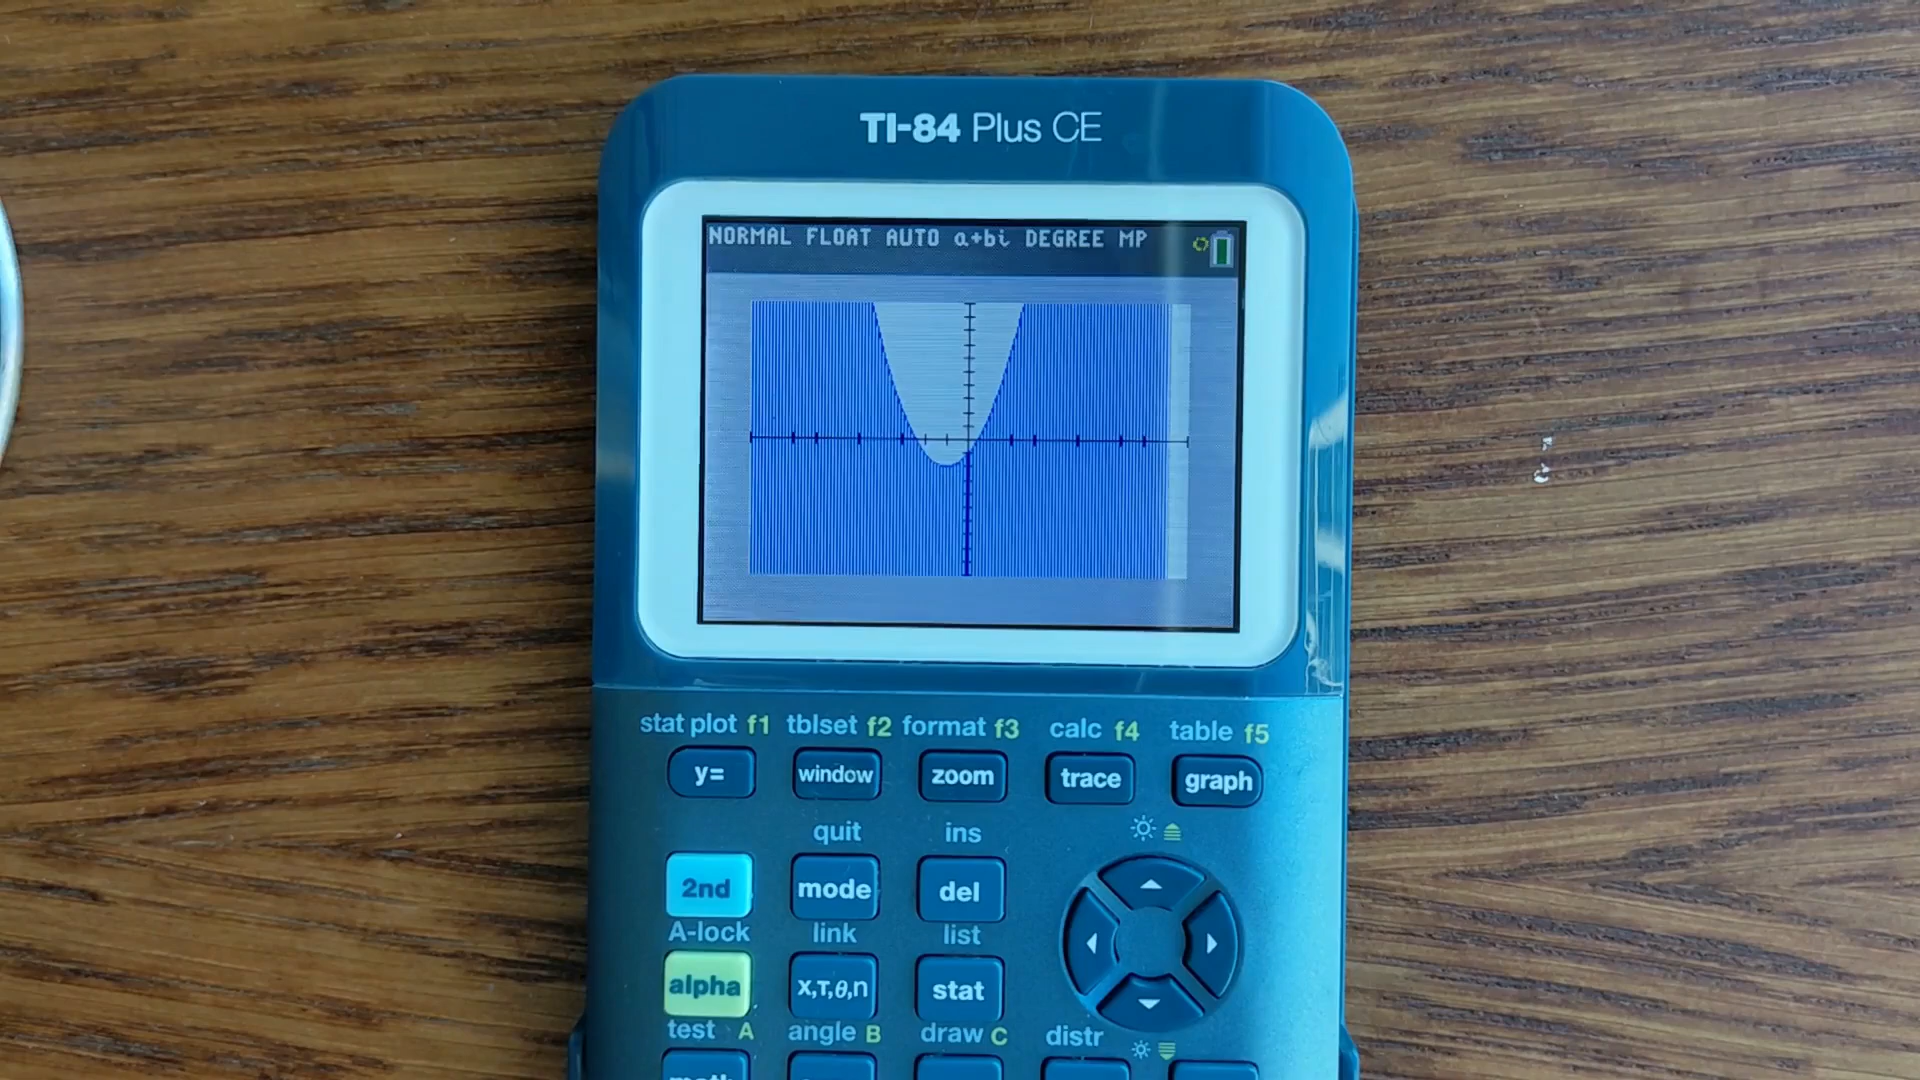 TI-84 Plus CE
NORMAL FLOAT AUTO a+bi DEGREE MP
stat plot f1 tblset f2 format f3 calc f4 table f5
y= window zoom trace graph
quit ins
2nd mode del
A-lock link list
alpha X,T,θ,n stat
test A angle B draw C distr
math